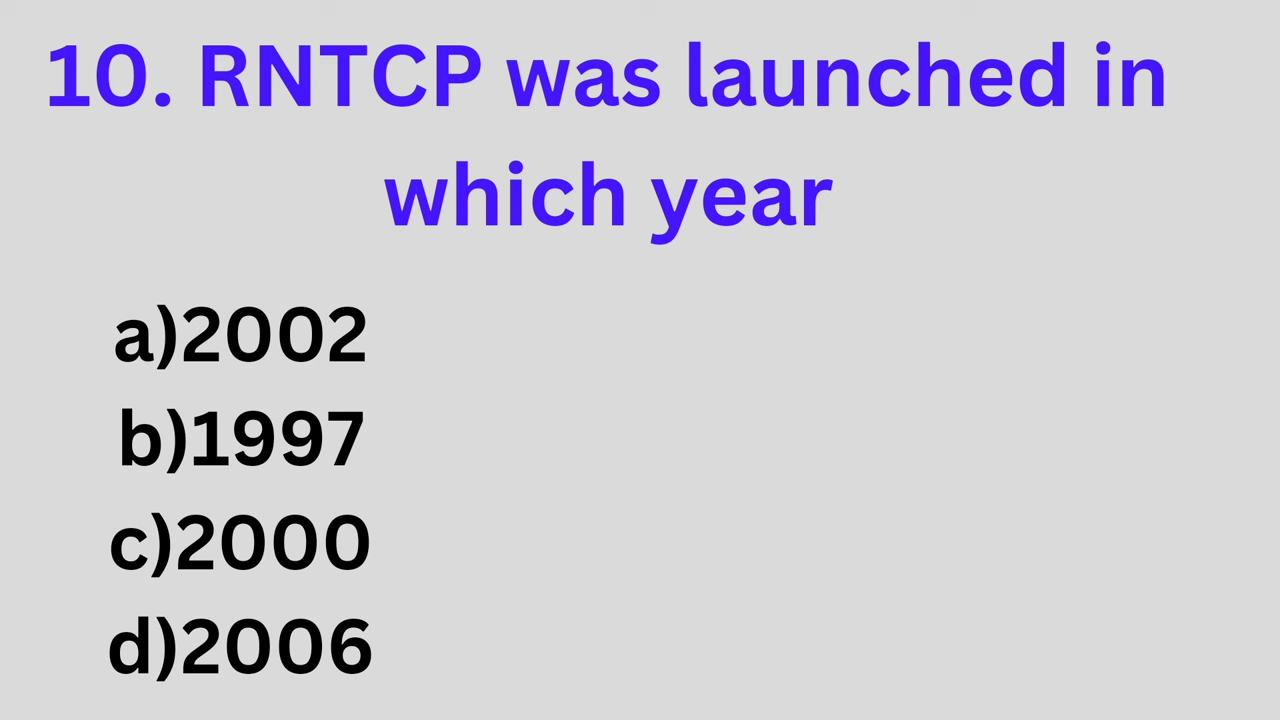 10. RNTCP was launched in
which year
a)2002
b)1997
c)2000
d)2006